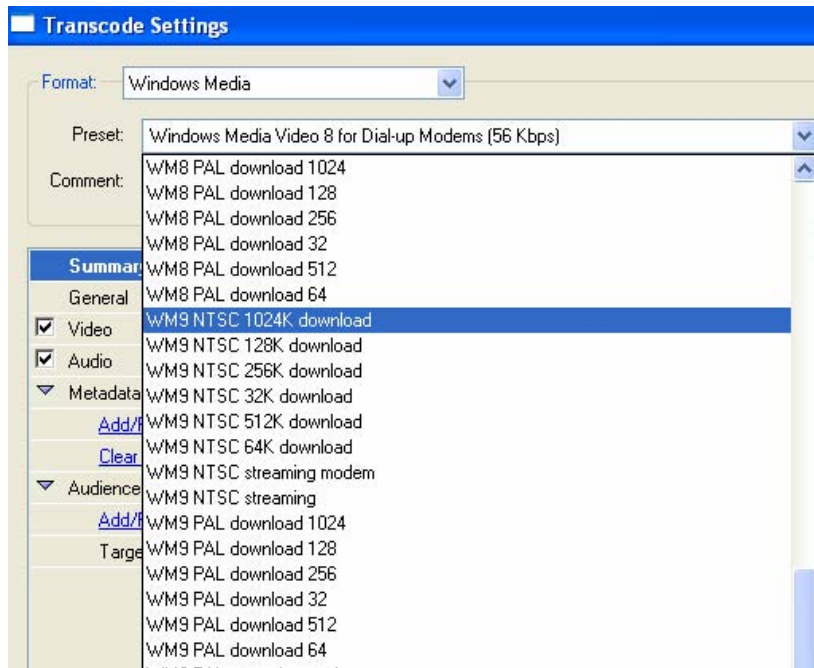 Transcode Settings
Format: Windows Media
Preset: Windows Media Video 8 for Dial-up Modems (56 Kbps)
Comment:
WM8 PAL download 1024
WM8 PAL download 128
WM8 PAL download 256
WM8 PAL download 32
WM8 PAL download 512
WM8 PAL download 64
WM9 NTSC 1024K download
WM9 NTSC 128K download
WM9 NTSC 256K download
WM9 NTSC 32K download
WM9 NTSC 512K download
WM9 NTSC 64K download
WM9 NTSC streaming modem
WM9 NTSC streaming
WM9 PAL download 1024
WM9 PAL download 128
WM9 PAL download 256
WM9 PAL download 32
WM9 PAL download 512
WM9 PAL download 64
General
Video
Audio
Metadata
Clear
Audience